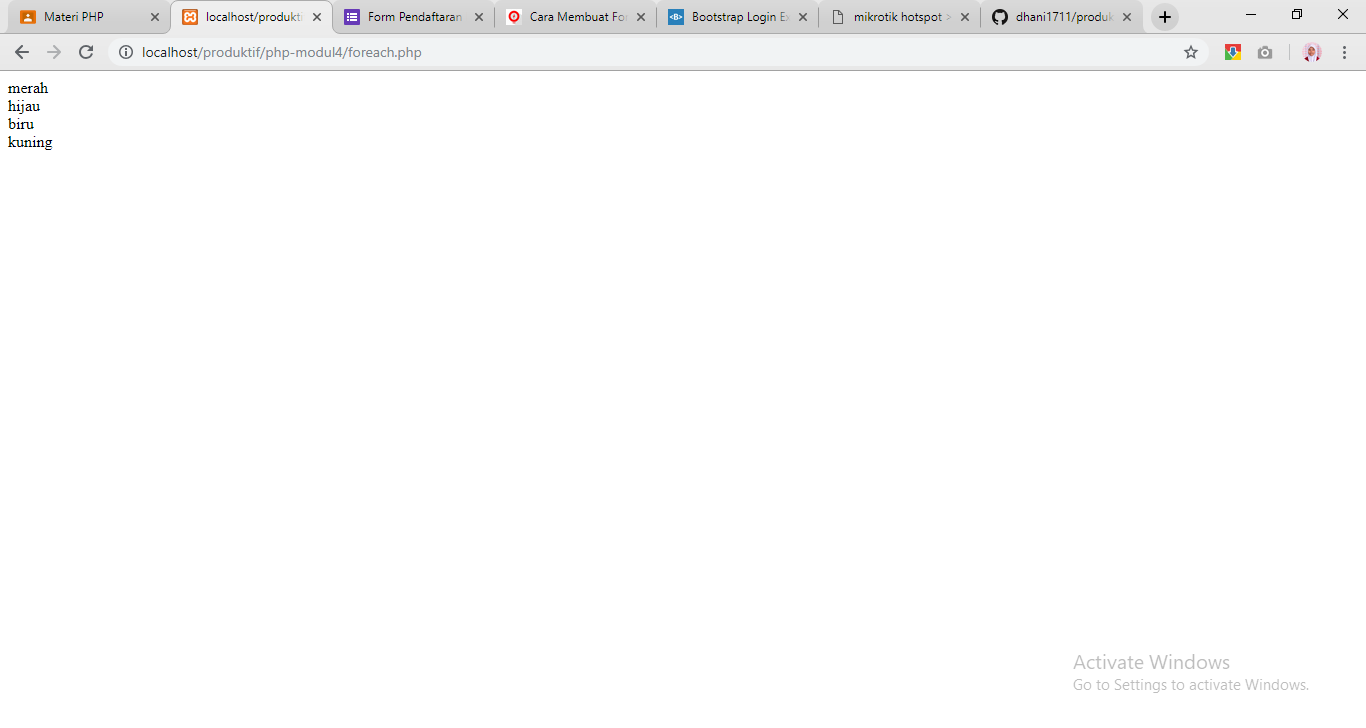 Materi PHP
localhost/produkti
Form Pendaftaran
Cara Membuat For
Bootstrap Login Ex
mikrotik hotspot >
dhani1711/produk
localhost/produktif/php-modul4/foreach.php
merah
hijau
biru
kuning
Activate Windows
Go to Settings to activate Windows.